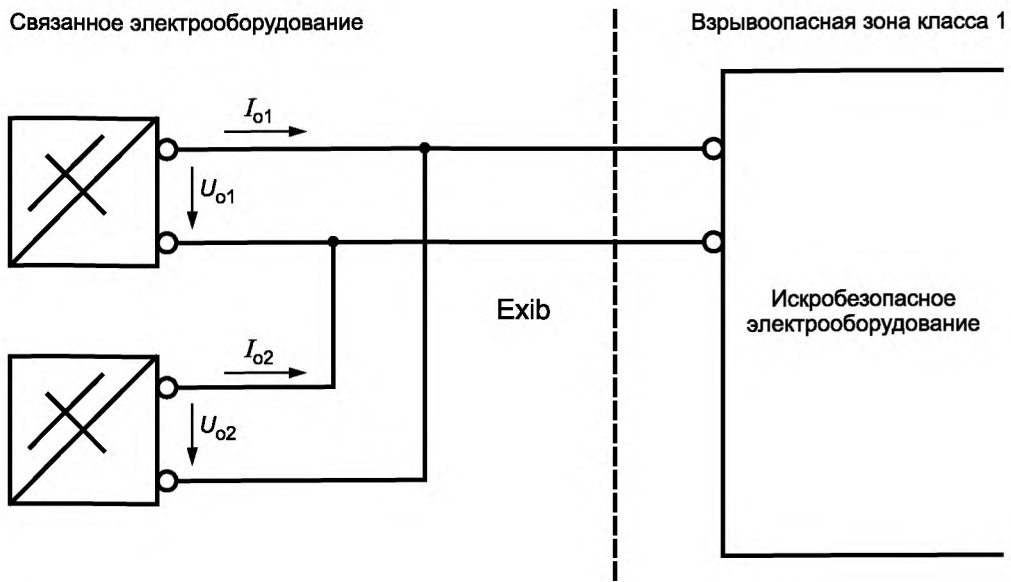 Связанное электрооборудование
Взрывоопасная зона класса 1
Io1
Uo1
Exib
Искробезопасное
электрооборудование
Io2
Uo2